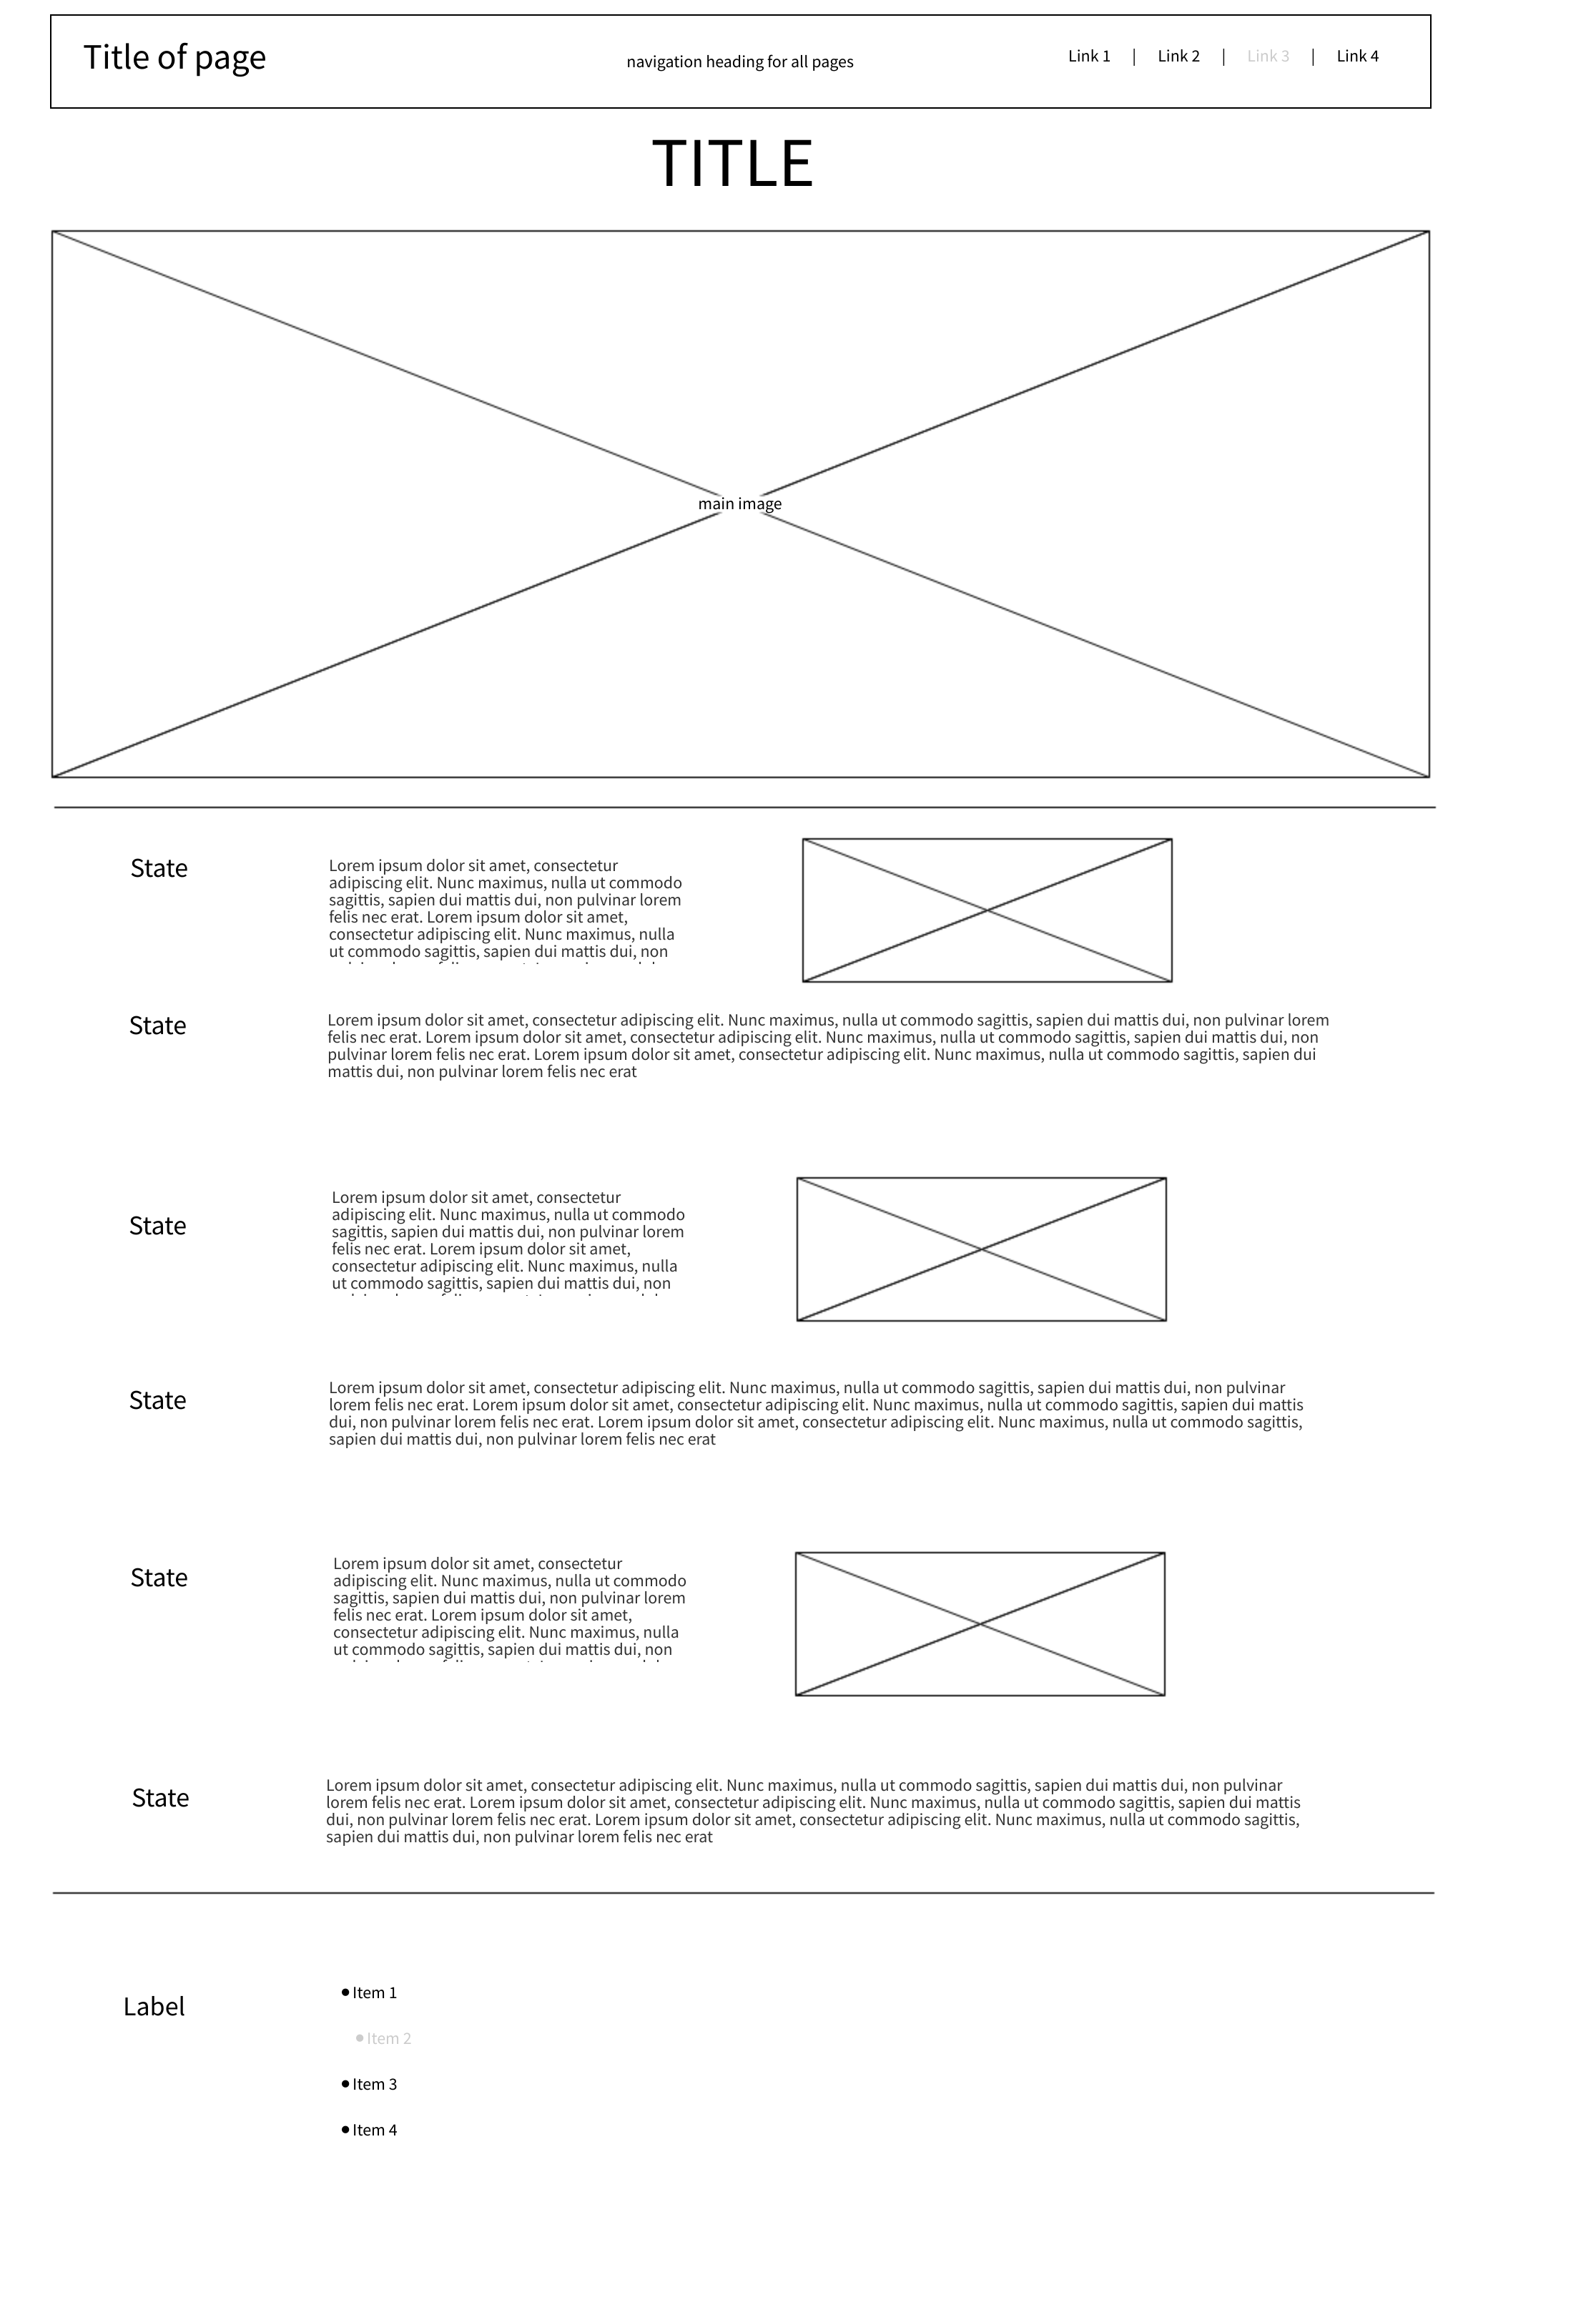 Title of page
navigation heading for all pages
Link 1 | Link 2 | Link 3 | Link 4
TITLE
main image
State
Lorem ipsum dolor sit amet, consectetur
adipiscing elit. Nunc maximus, nulla ut commodo
sagittis, sapien dui mattis dui, non pulvinar lorem
felis nec erat. Lorem ipsum dolor sit amet,
consectetur adipiscing elit. Nunc maximus, nulla
ut commodo sagittis, sapien dui mattis dui, non
State
Lorem ipsum dolor sit amet, consectetur adipiscing elit. Nunc maximus, nulla ut commodo sagittis, sapien dui mattis dui, non pulvinar lorem
felis nec erat. Lorem ipsum dolor sit amet, consectetur adipiscing elit. Nunc maximus, nulla ut commodo sagittis, sapien dui mattis dui, non
pulvinar lorem felis nec erat. Lorem ipsum dolor sit amet, consectetur adipiscing elit. Nunc maximus, nulla ut commodo sagittis, sapien dui
mattis dui, non pulvinar lorem felis nec erat
State
Lorem ipsum dolor sit amet, consectetur
adipiscing elit. Nunc maximus, nulla ut commodo
sagittis, sapien dui mattis dui, non pulvinar lorem
felis nec erat. Lorem ipsum dolor sit amet,
consectetur adipiscing elit. Nunc maximus, nulla
ut commodo sagittis, sapien dui mattis dui, non
State
Lorem ipsum dolor sit amet, consectetur adipiscing elit. Nunc maximus, nulla ut commodo sagittis, sapien dui mattis dui, non pulvinar
lorem felis nec erat. Lorem ipsum dolor sit amet, consectetur adipiscing elit. Nunc maximus, nulla ut commodo sagittis, sapien dui mattis
dui, non pulvinar lorem felis nec erat. Lorem ipsum dolor sit amet, consectetur adipiscing elit. Nunc maximus, nulla ut commodo sagittis,
sapien dui mattis dui, non pulvinar lorem felis nec erat
State
Lorem ipsum dolor sit amet, consectetur
adipiscing elit. Nunc maximus, nulla ut commodo
sagittis, sapien dui mattis dui, non pulvinar lorem
felis nec erat. Lorem ipsum dolor sit amet,
consectetur adipiscing elit. Nunc maximus, nulla
ut commodo sagittis, sapien dui mattis dui, non
State
Lorem ipsum dolor sit amet, consectetur adipiscing elit. Nunc maximus, nulla ut commodo sagittis, sapien dui mattis dui, non pulvinar
lorem felis nec erat. Lorem ipsum dolor sit amet, consectetur adipiscing elit. Nunc maximus, nulla ut commodo sagittis, sapien dui mattis
dui, non pulvinar lorem felis nec erat. Lorem ipsum dolor sit amet, consectetur adipiscing elit. Nunc maximus, nulla ut commodo sagittis,
sapien dui mattis dui, non pulvinar lorem felis nec erat
Label
• Item 1
• Item 2
• Item 3
• Item 4